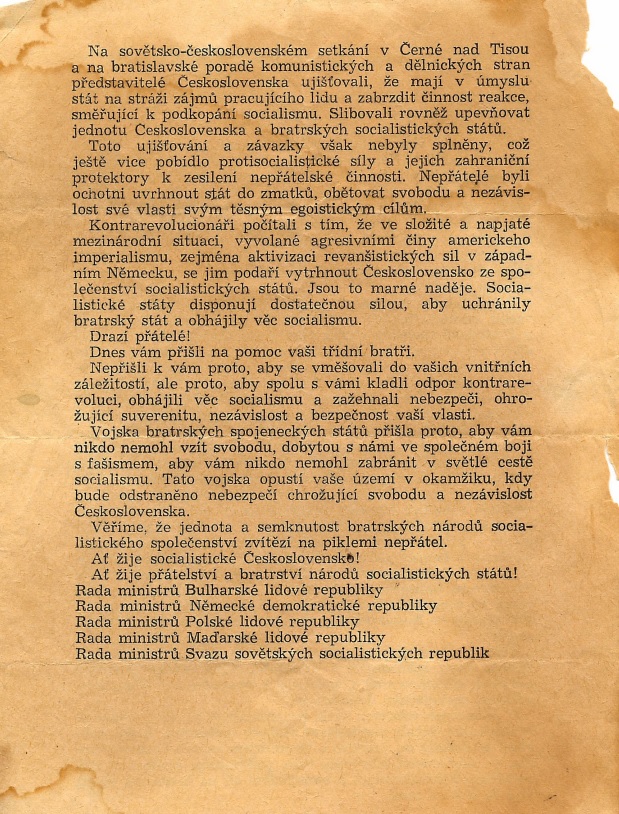 Na sovětsko-československém setkání v Černé nad Tisou
a na bratislavské poradě komunistických a dělnických stran
představitelé Československa ujišťovali, že mají v úmyslu
stát na stráži zájmů pracujícího lidu a zabrzdit činnost reakce,
směřující k podkopání socialismu. Slibovali rovněž upevňovat
jednotu Československa a bratrských socialistických států.
Toto ujišťování a závazky však nebyly splněny, což
ještě vice pobídlo protisocialistické síly a jejich zahraniční
protektory k zesílení nepřátelské činnosti. Nepřátelé byli
ochotni uvrhnout stát do zmatků, obětovat svobodu a nezávis-
lost své vlasti svým těsným egoistickým cílům.
Kontrarevolucionáři počítali s tím, že ve složité a napjaté
mezinárodní situaci, vyvolané agresivními činy americkeho
imperialismu, zejména aktivizaci revanšistických sil v západ-
ním Německu, se jim podaří vytrhnout Československo ze spo-
lečenství socialistických států. Jsou to marné naděje. Socia-
listické státy disponují dostatečnou silou, aby uchránily
bratrský stát a obhájily věc socialismu.
Drazí přátelé!
Dnes vám přišli na pomoc vaši třídní bratři.
Nepřišli k vám proto, aby se vměšovali do vašich vnitřních
záležitostí, ale proto, aby spolu s vámi kladli odpor kontrare-
voluci, obhájili věc socialismu a zažehnali nebezpeči, ohro-
žující suverenitu, nezávislost a bezpečnost vaší vlasti.
Vojska bratrských spojeneckých států přišla proto, aby vám
nikdo nemohl vzít svobodu, dobytou s námi ve společném boji
s fašismem, aby vám nikdo nemohl zabránit v světlé cestě
socialismu. Tato vojska opustí vaše území v okamžiku, kdy
bude odstraněno nebezpečí chrožující svobodu a nezávislost
Československa.
Věříme, že jednota a semknutost bratrských národů socia-
listického společenství zvítězí na piklemi nepřátel.
Ať žije socialistické Československo!
Ať žije přátelství a bratrství národů socialistických států!
Rada ministrů Bulharské lidové republiky
Rada ministrů Německé demokratické republiky
Rada ministrů Polské lidové republiky
Rada ministrů Maďarské lidové republiky
Rada ministrů Svazu sovětských socialistických republik